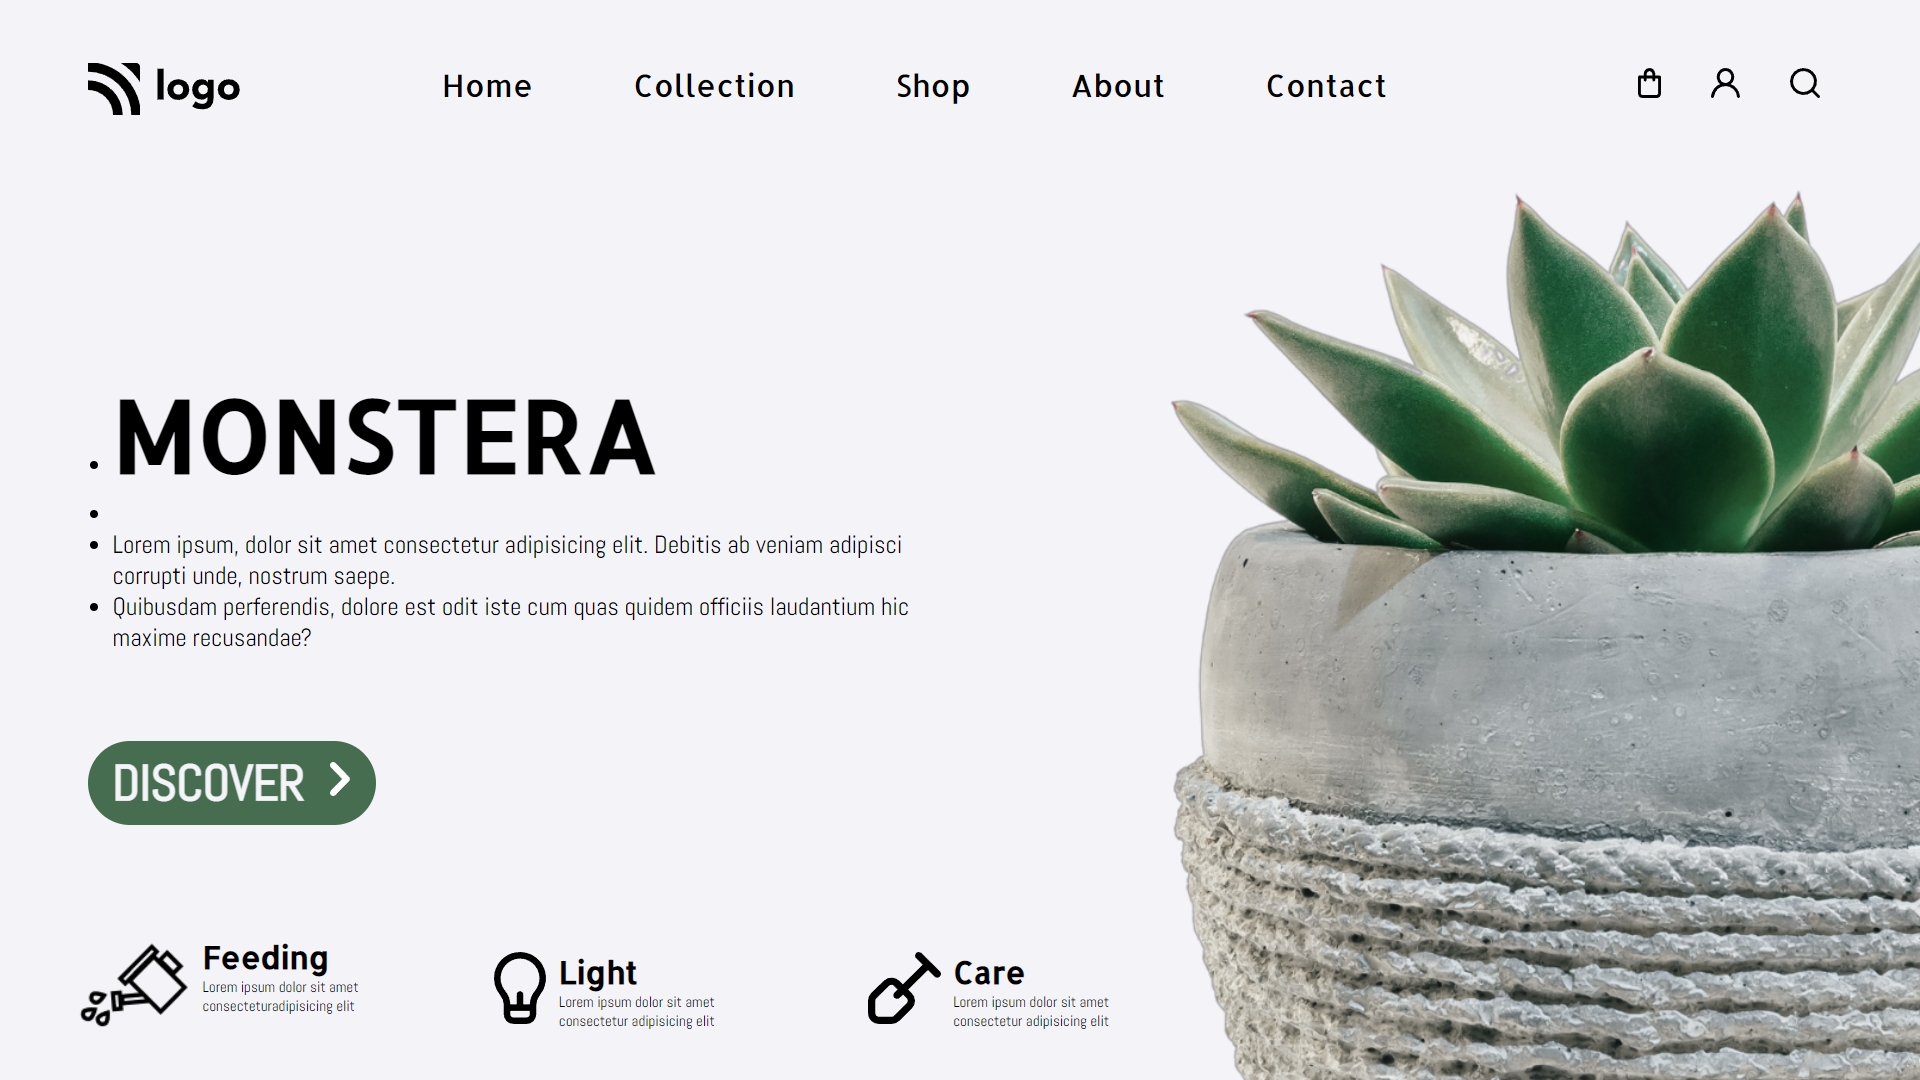 logo
Home
Collection
Shop
About
Contact
MONSTERA
Lorem ipsum, dolor sit amet consectetur adipisicing elit. Debitis ab veniam adipisci
corrupti unde, nostrum saepe.
Quibusdam perferendis, dolore est odit iste cum quas quidem officiis laudantium hic
maxime recusandae?
DISCOVER
Feeding
Lorem ipsum dolor sit amet
consecteturadipisicing elit
Light
Lorem ipsum dolor sit amet
consectetur adipisicing elit
Care
Lorem ipsum dolor sit amet
consectetur adipisicing elit